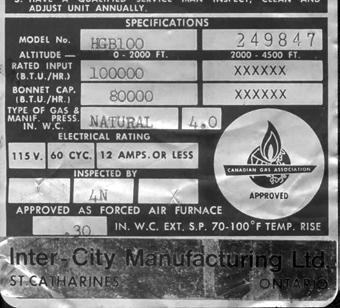 5. HAVE A QUALIFIED SERVICE MAN INSPECT, CLEAN AND
ADJUST UNIT ANNUALLY.
SPECIFICATIONS
MODEL No. HGB100 249847
ALTITUDE — 0 - 2000 FT. 2000 - 4500 FT.
RATED INPUT (B.T.U./HR.) 100000 XXXXXX
BONNET CAP. (B.T.U./HR.) 80000 XXXXXX
TYPE OF GAS & MANIF. PRESS. IN. W.C. NATURAL 4.0
ELECTRICAL RATING
115 V. 60 CYC. 12 AMPS. OR LESS
INSPECTED BY
Y 4N X
CANADIAN GAS ASSOCIATION
APPROVED
APPROVED AS FORCED AIR FURNACE
.30 IN. W.C. EXT. S.P. 70-100°F TEMP. RISE
Inter-City Manufacturing Ltd.
ST. CATHARINES ONTARIO